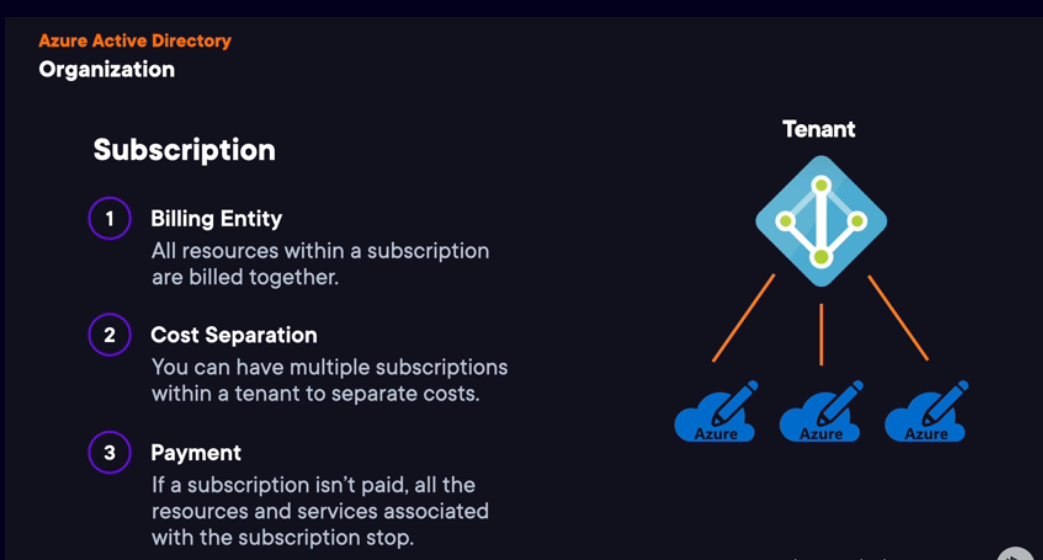 Azure Active Directory
Organization
Subscription
1
Billing Entity
All resources within a subscription
are billed together.
2
Cost Separation
You can have multiple subscriptions
within a tenant to separate costs.
3
Payment
If a subscription isn't paid, all the
resources and services associated
with the subscription stop.
Tenant
Azure
Azure
Azure